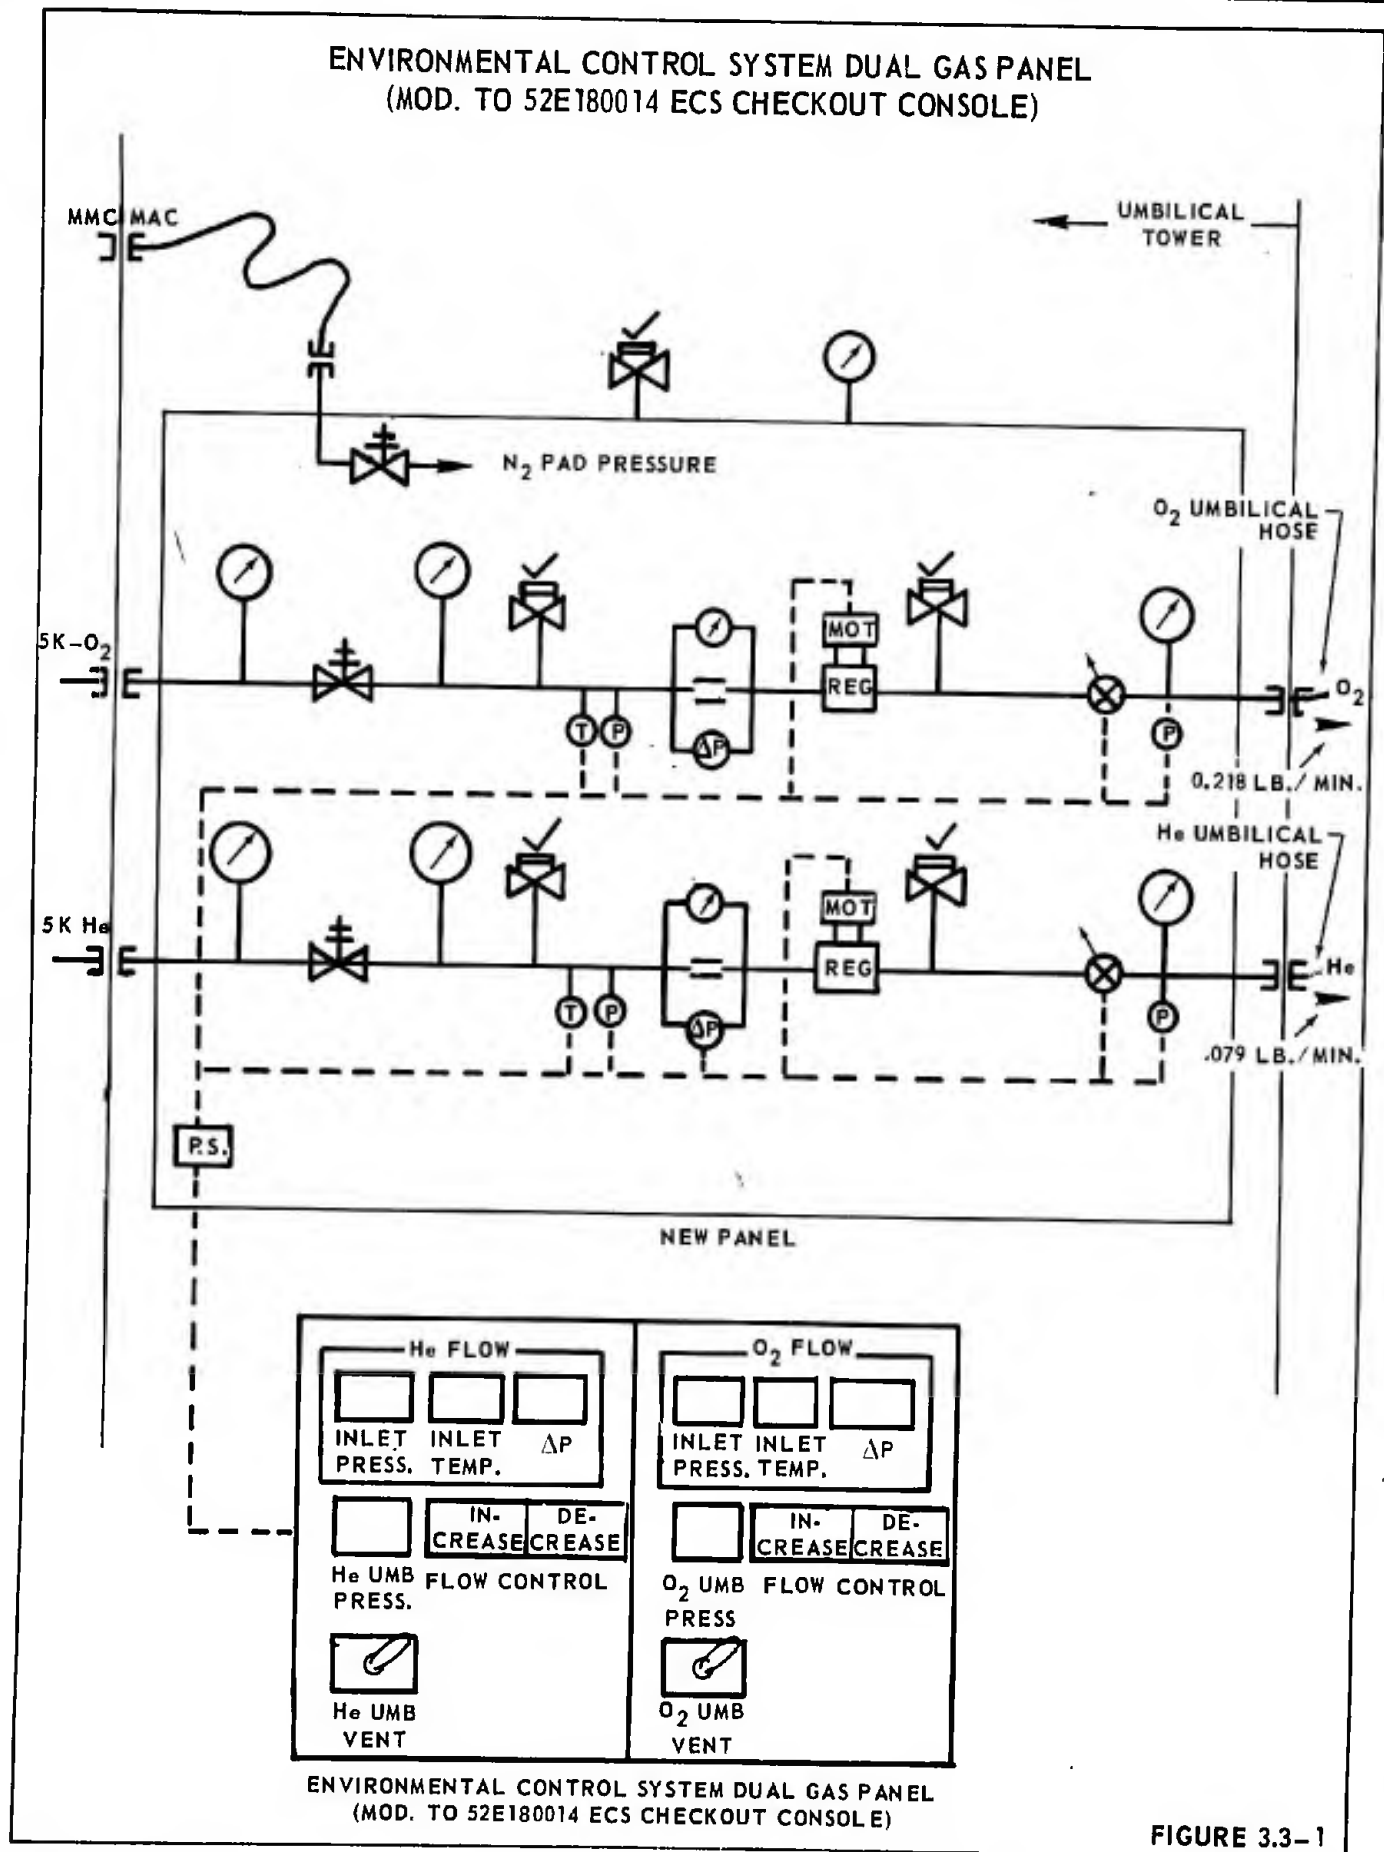 ENVIRONMENTAL CONTROL SYSTEM DUAL GAS PANEL
(MOD. TO 52E180014 ECS CHECKOUT CONSOLE)
MMC MAC
UMBILICAL
TOWER
N2 PAD PRESSURE
O2 UMBILICAL
HOSE
5K-O2
MOT
REG
O2
T P
ΔP
P
0.218 LB./MIN.
He UMBILICAL
HOSE
5K He
MOT
REG
He
T P
ΔP
P
.079 LB./MIN.
P.S.
NEW PANEL
He FLOW
INLET PRESS.
INLET TEMP.
ΔP
IN-CREASE
DE-CREASE
He UMB PRESS.
FLOW CONTROL
He UMB
VENT
O2 FLOW
INLET PRESS.
INLET TEMP.
ΔP
IN-CREASE
DE-CREASE
O2 UMB PRESS
FLOW CONTROL
O2 UMB
VENT
ENVIRONMENTAL CONTROL SYSTEM DUAL GAS PANEL
(MOD. TO 52E180014 ECS CHECKOUT CONSOLE)
FIGURE 3.3-1